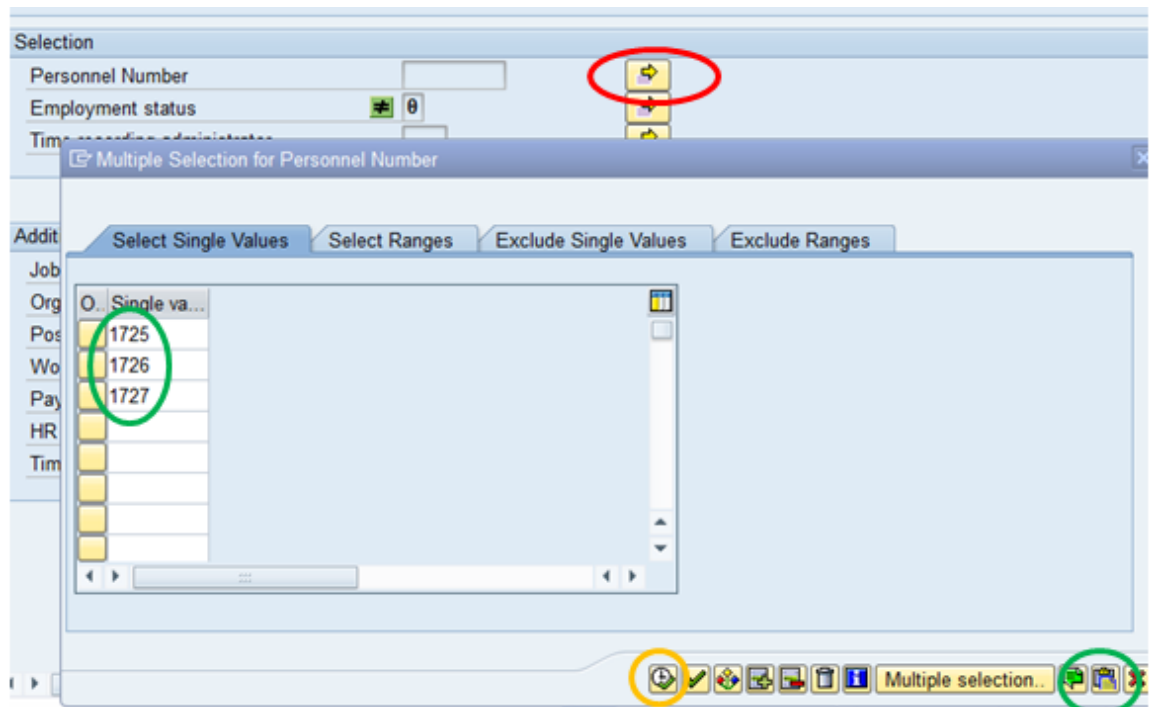 Selection
Personnel Number
Employment status 0
Multiple Selection for Personnel Number
Addit
Select Single Values Select Ranges Exclude Single Values Exclude Ranges
Job
Org
O.. Single va...
Pos
1725
Wo
1726
Pay
1727
HR
Tim
Multiple selection..